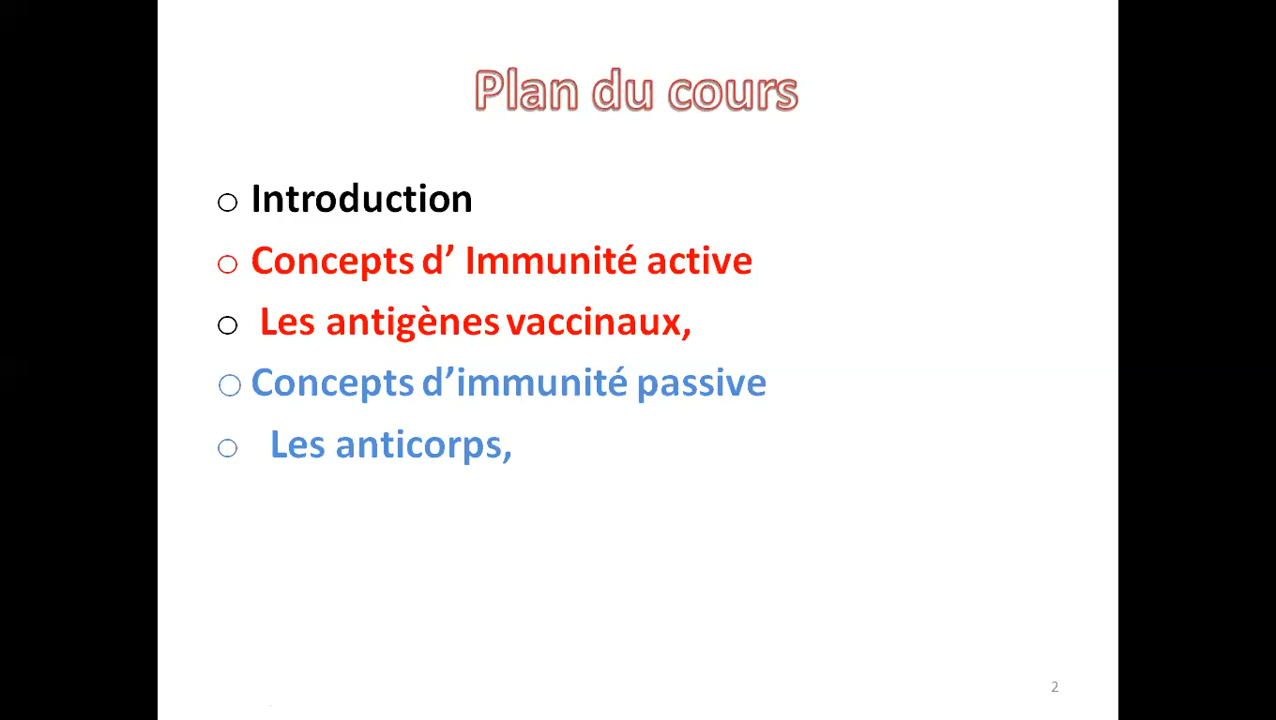 Plan du cours
o Introduction
o Concepts d’ Immunité active
o Les antigènes vaccinaux,
o Concepts d’immunité passive
o Les anticorps,
2